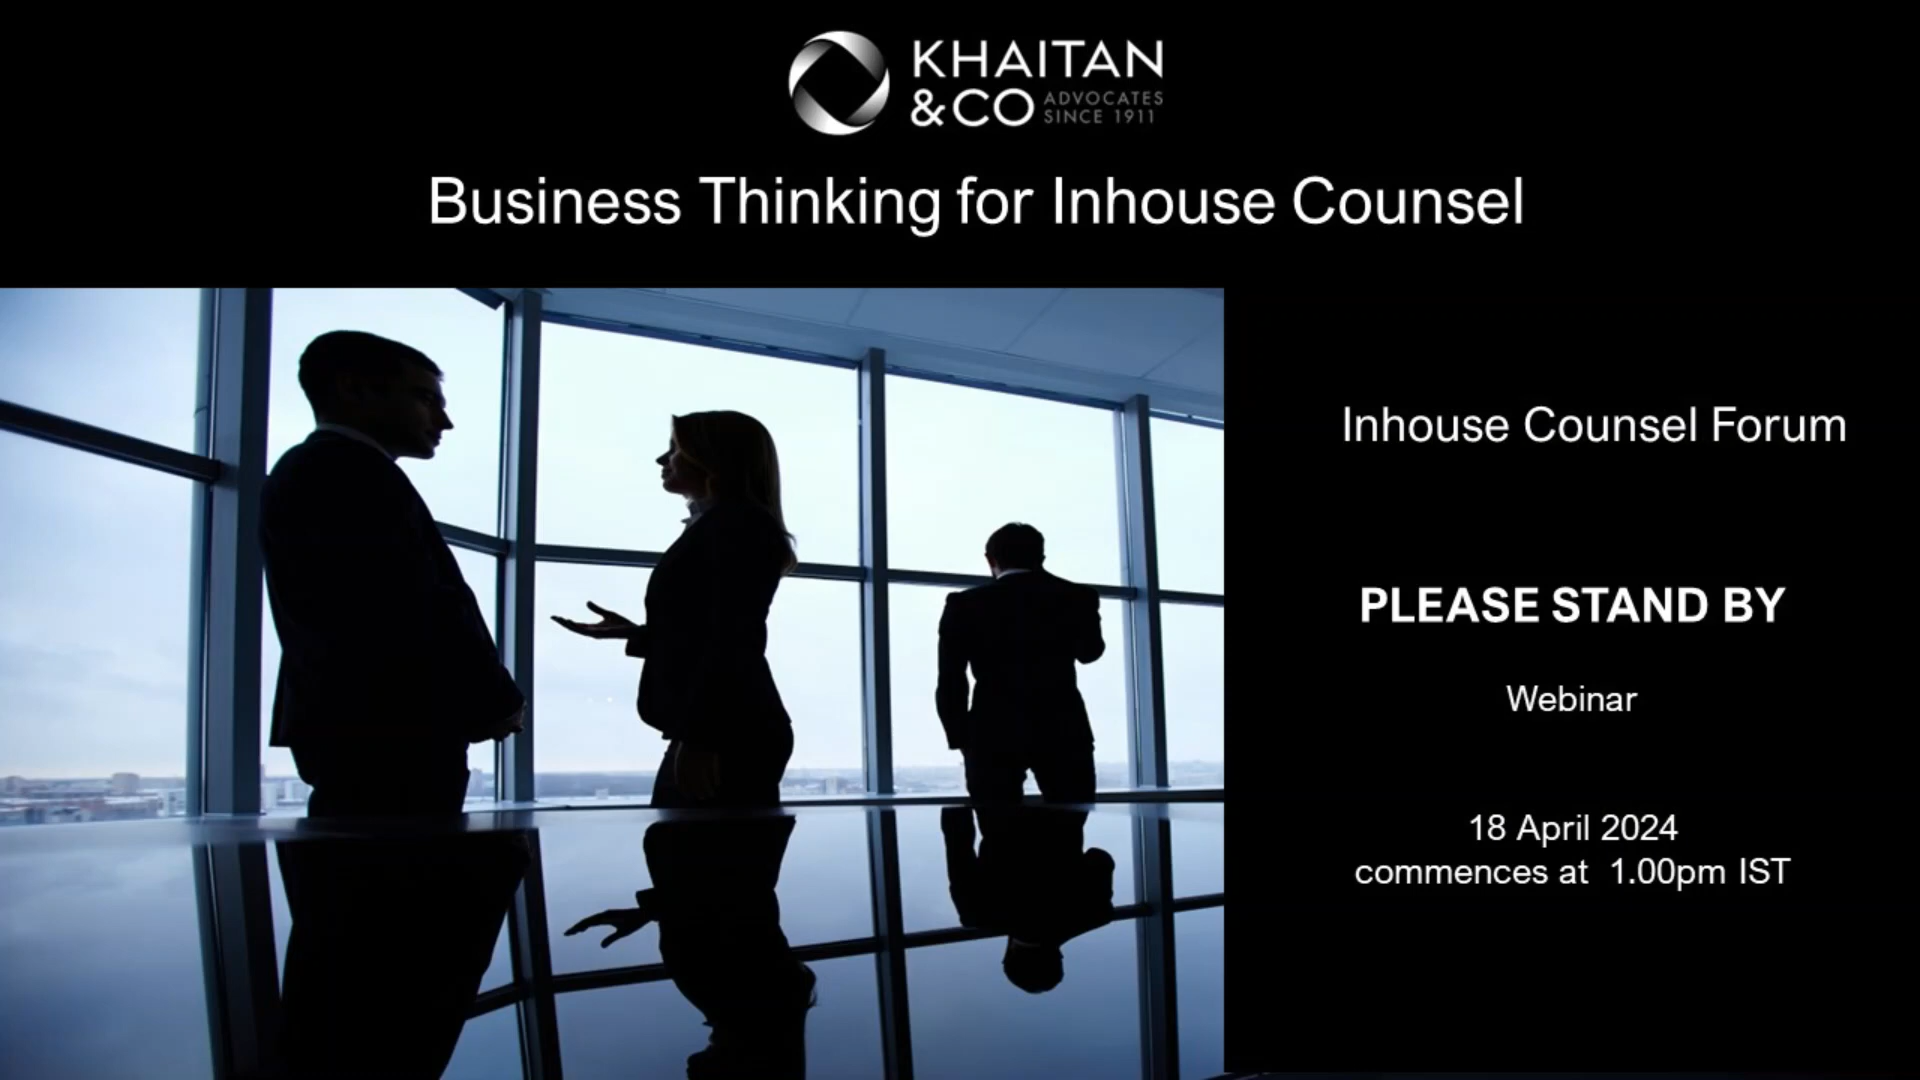 KHAITAN
&CO ADVOCATES
SINCE 1911
Business Thinking for Inhouse Counsel
Inhouse Counsel Forum
PLEASE STAND BY
Webinar
18 April 2024
commences at 1.00pm IST